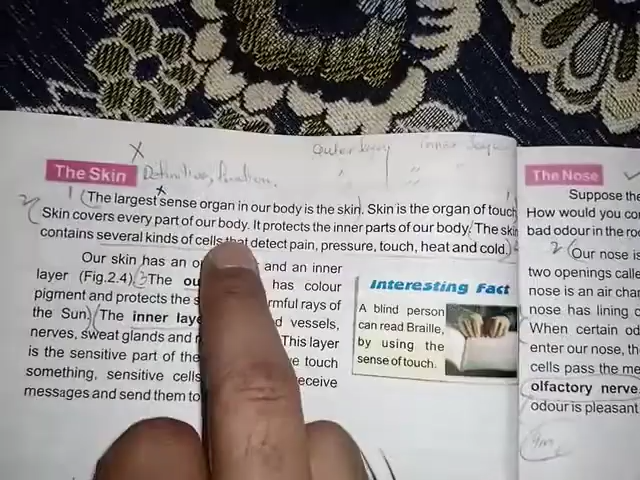 Outer layer inner layer
The Skin Definition, function.
The largest sense organ in our body is the skin. Skin is the organ of touch
Skin covers every part of our body. It protects the inner parts of our body. The skin
contains several kinds of cells that detect pain, pressure, touch, heat and cold.
Our skin has an o and an inner
layer (Fig.2.4). The ou has colour
pigment and protects the s rmful rays of
the Sun. The inner laye d vessels,
nerves, sweat glands and This layer
is the sensitive part of the e touch
something, sensitive cells eceive
messages and send them to
Interesting Fact
A blind person
can read Braille,
by using the
sense of touch.
The Nose
Suppose the
How would you co
bad odour in the roo
Our nose is
two openings calle
nose is an air char
nose has lining o
When certain od
enter our nose, th
cells pass the me
olfactory nerve
odour is pleasant